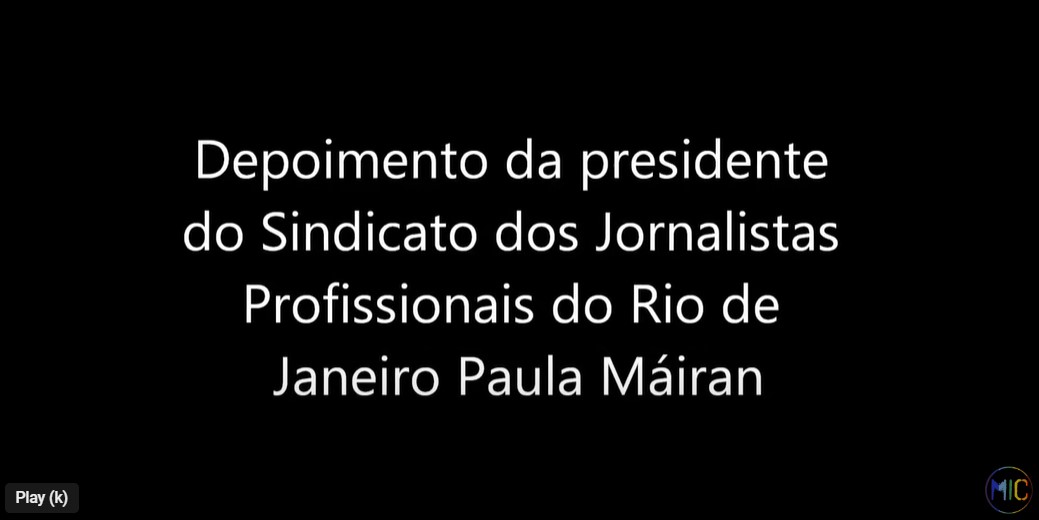 Depoimento da presidente
do Sindicato dos Jornalistas
Profissionais do Rio de
Janeiro Paula Máiran
Play (k)
MIC